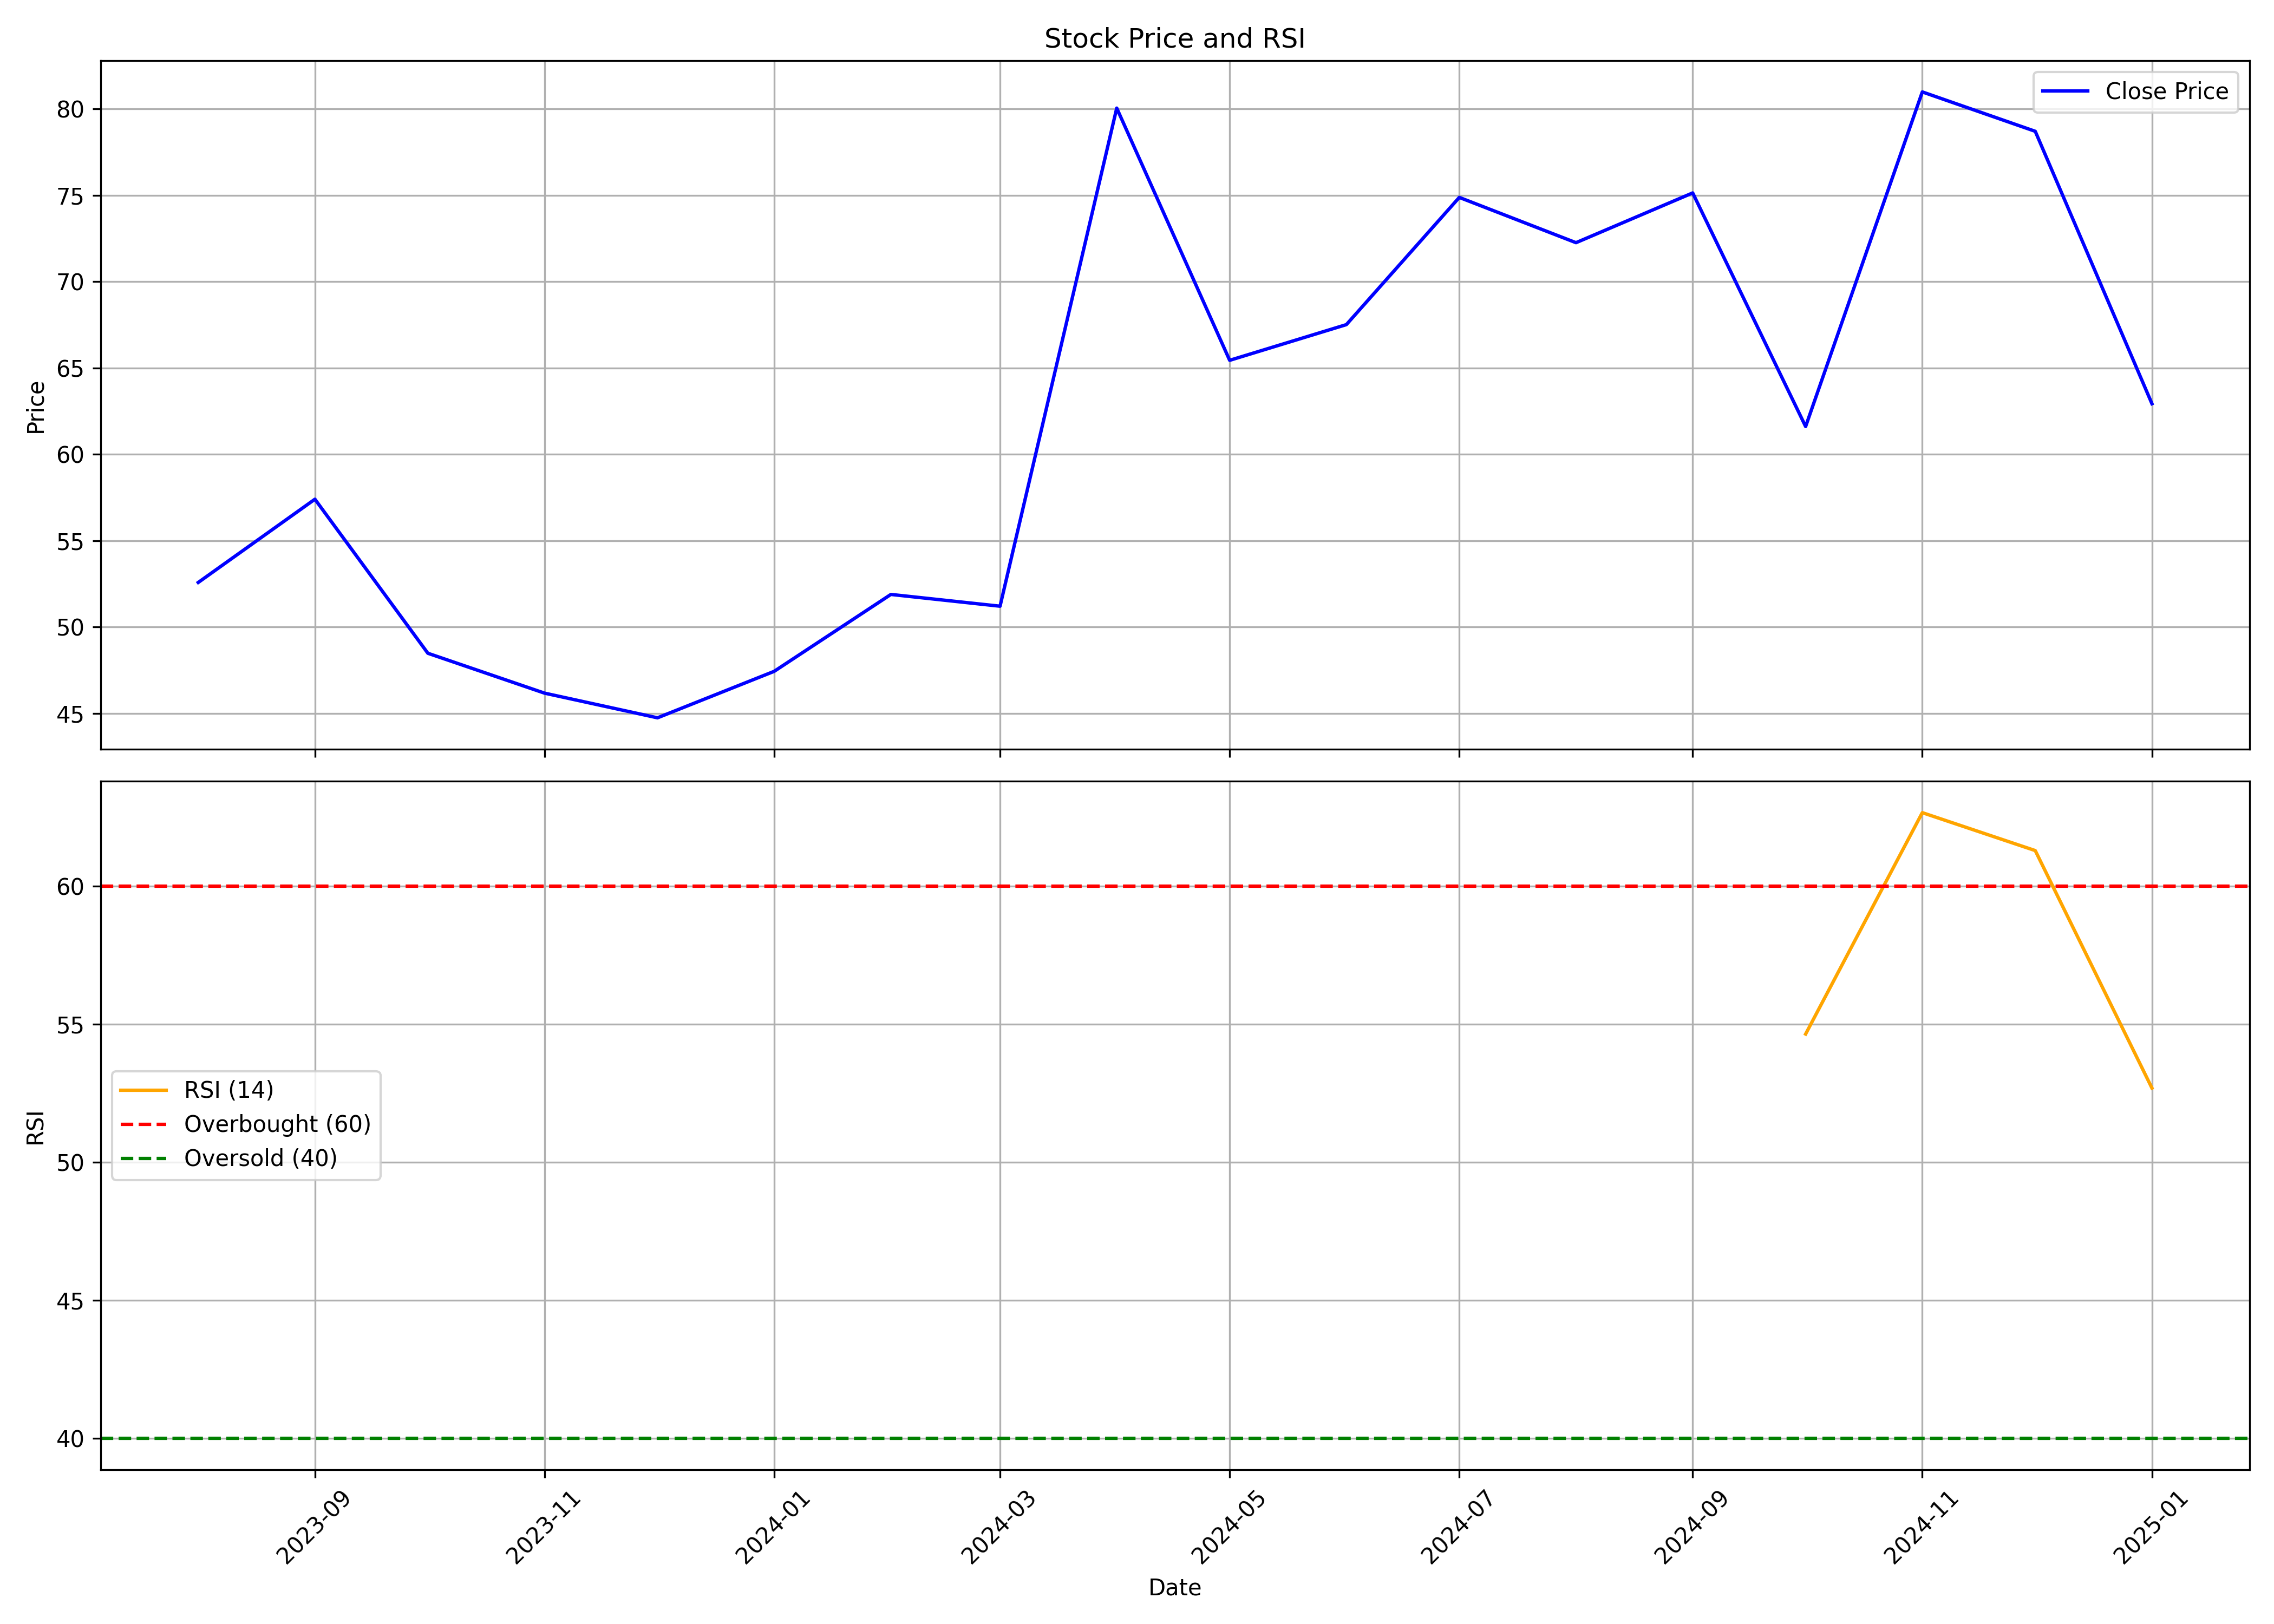 Stock Price and RSI
Close Price
Price
80
75
70
65
60
55
50
45
RSI
60
55
50
45
40
RSI (14)
Overbought (60)
Oversold (40)
2023-09
2023-11
2024-01
2024-03
2024-05
2024-07
2024-09
2024-11
2025-01
Date